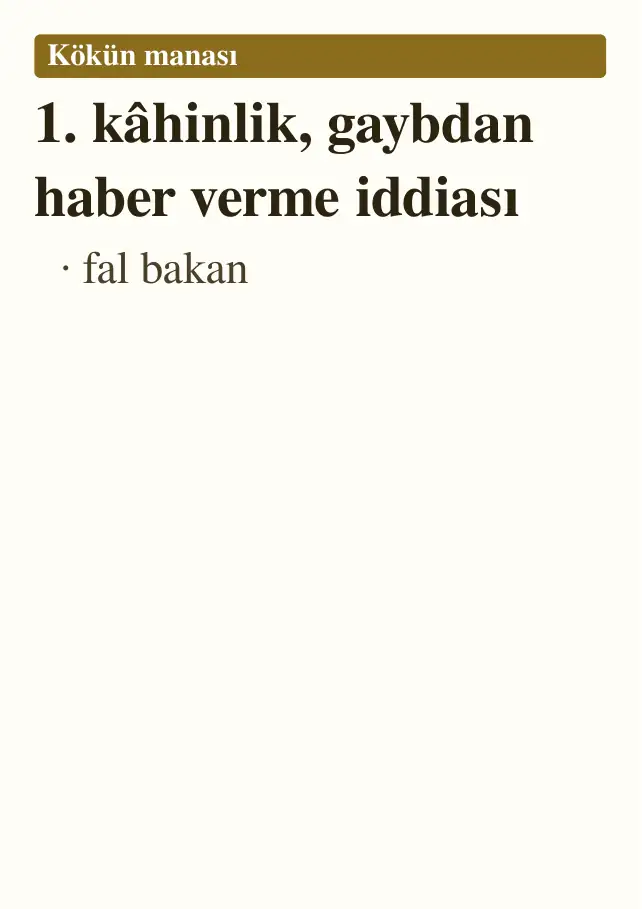 Kökün manası
1. kâhinlik, gaybdan
haber verme iddiası
· fal bakan